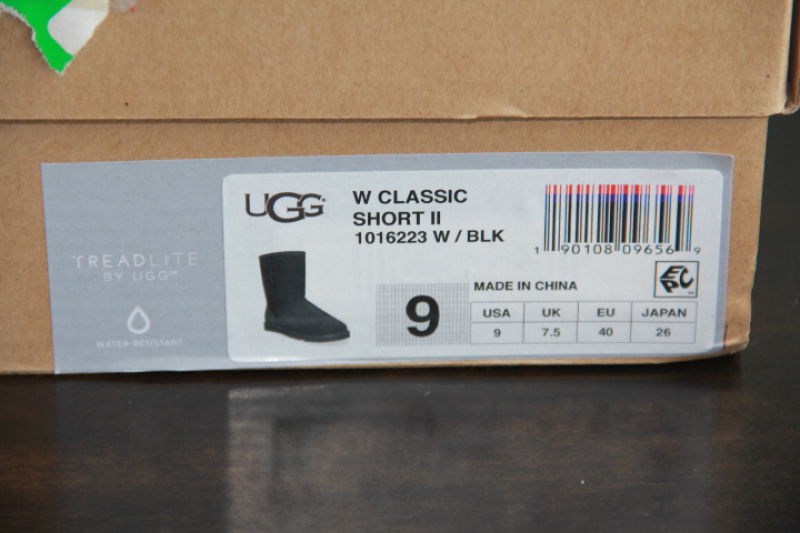 TREADLITE
BY UGG™
WATER-RESISTANT
UGG®
W CLASSIC
SHORT II
1016223 W / BLK
1 90108 09656 9
EPC
MADE IN CHINA
9
USA UK EU JAPAN
9 7.5 40 26